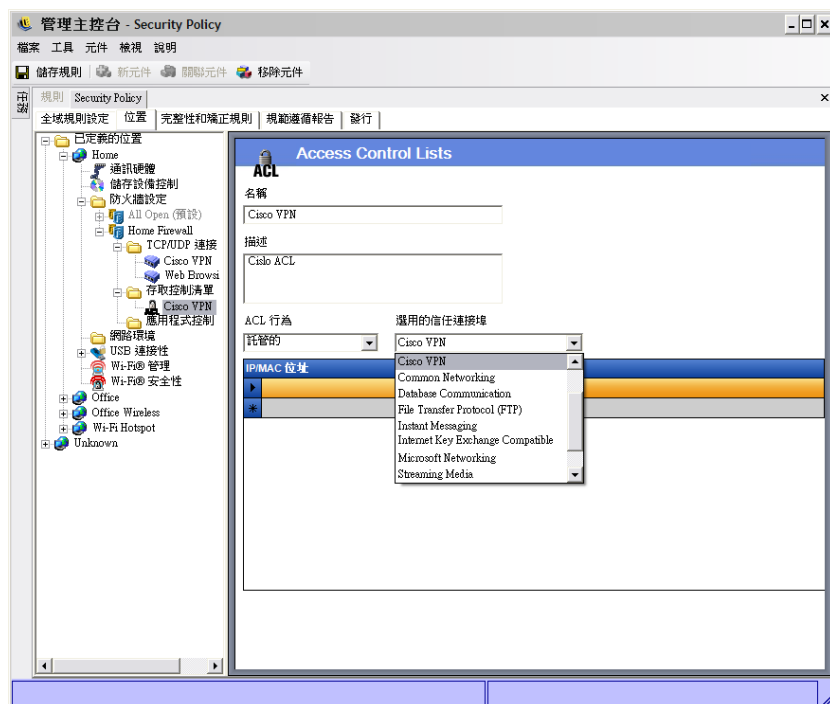 管理主控台 - Security Policy
檔案 工具 元件 檢視 說明
儲存規則 新元件 關聯元件 移除元件
規則 Security Policy
全域規則設定 位置 完整性和矯正規則 規範遵循報告 發行
已定義的位置
Home
通訊硬體
儲存設備控制
防火牆設定
All Open (預設)
Home Firewall
TCP/UDP 連接
Cisco VPN
Web Browsi
存取控制清單
Cisco VPN
應用程式控制
網路環境
USB 連接性
Wi-Fi® 管理
Wi-Fi® 安全性
Office
Office Wireless
Wi-Fi Hotspot
Unknown
Access Control Lists
ACL
名稱
Cisco VPN
描述
Cislo ACL
ACL 行為 選用的信任連接埠
託管的 Cisco VPN
IP/MAC 位址
Cisco VPN
Common Networking
Database Communication
File Transfer Protocol (FTP)
Instant Messaging
Internet Key Exchange Compatible
Microsoft Networking
Streaming Media